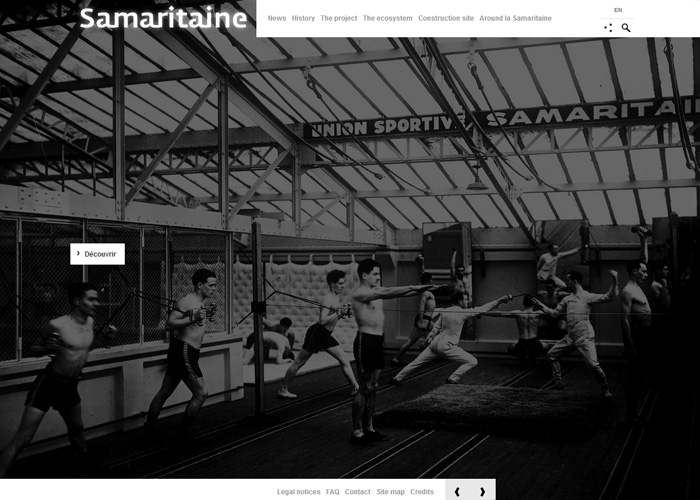 Samaritaine
News History The project The ecosystem Construction site Around la Samaritaine
EN
UNION SPORTIVE SAMARITAI
› Découvrir
Legal notices FAQ Contact Site map Credits